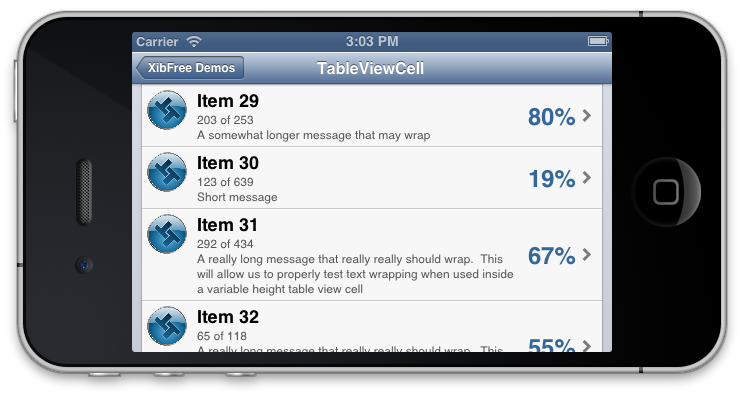 Carrier 3:03 PM
XibFree Demos TableViewCell
Item 29
203 of 253
A somewhat longer message that may wrap
80%
Item 30
123 of 639
Short message
19%
Item 31
292 of 434
A really long message that really really should wrap.  This
will allow us to properly test text wrapping when used inside
a variable height table view cell
67%
Item 32
65 of 118
A really long message that really really should wrap.  This
55%